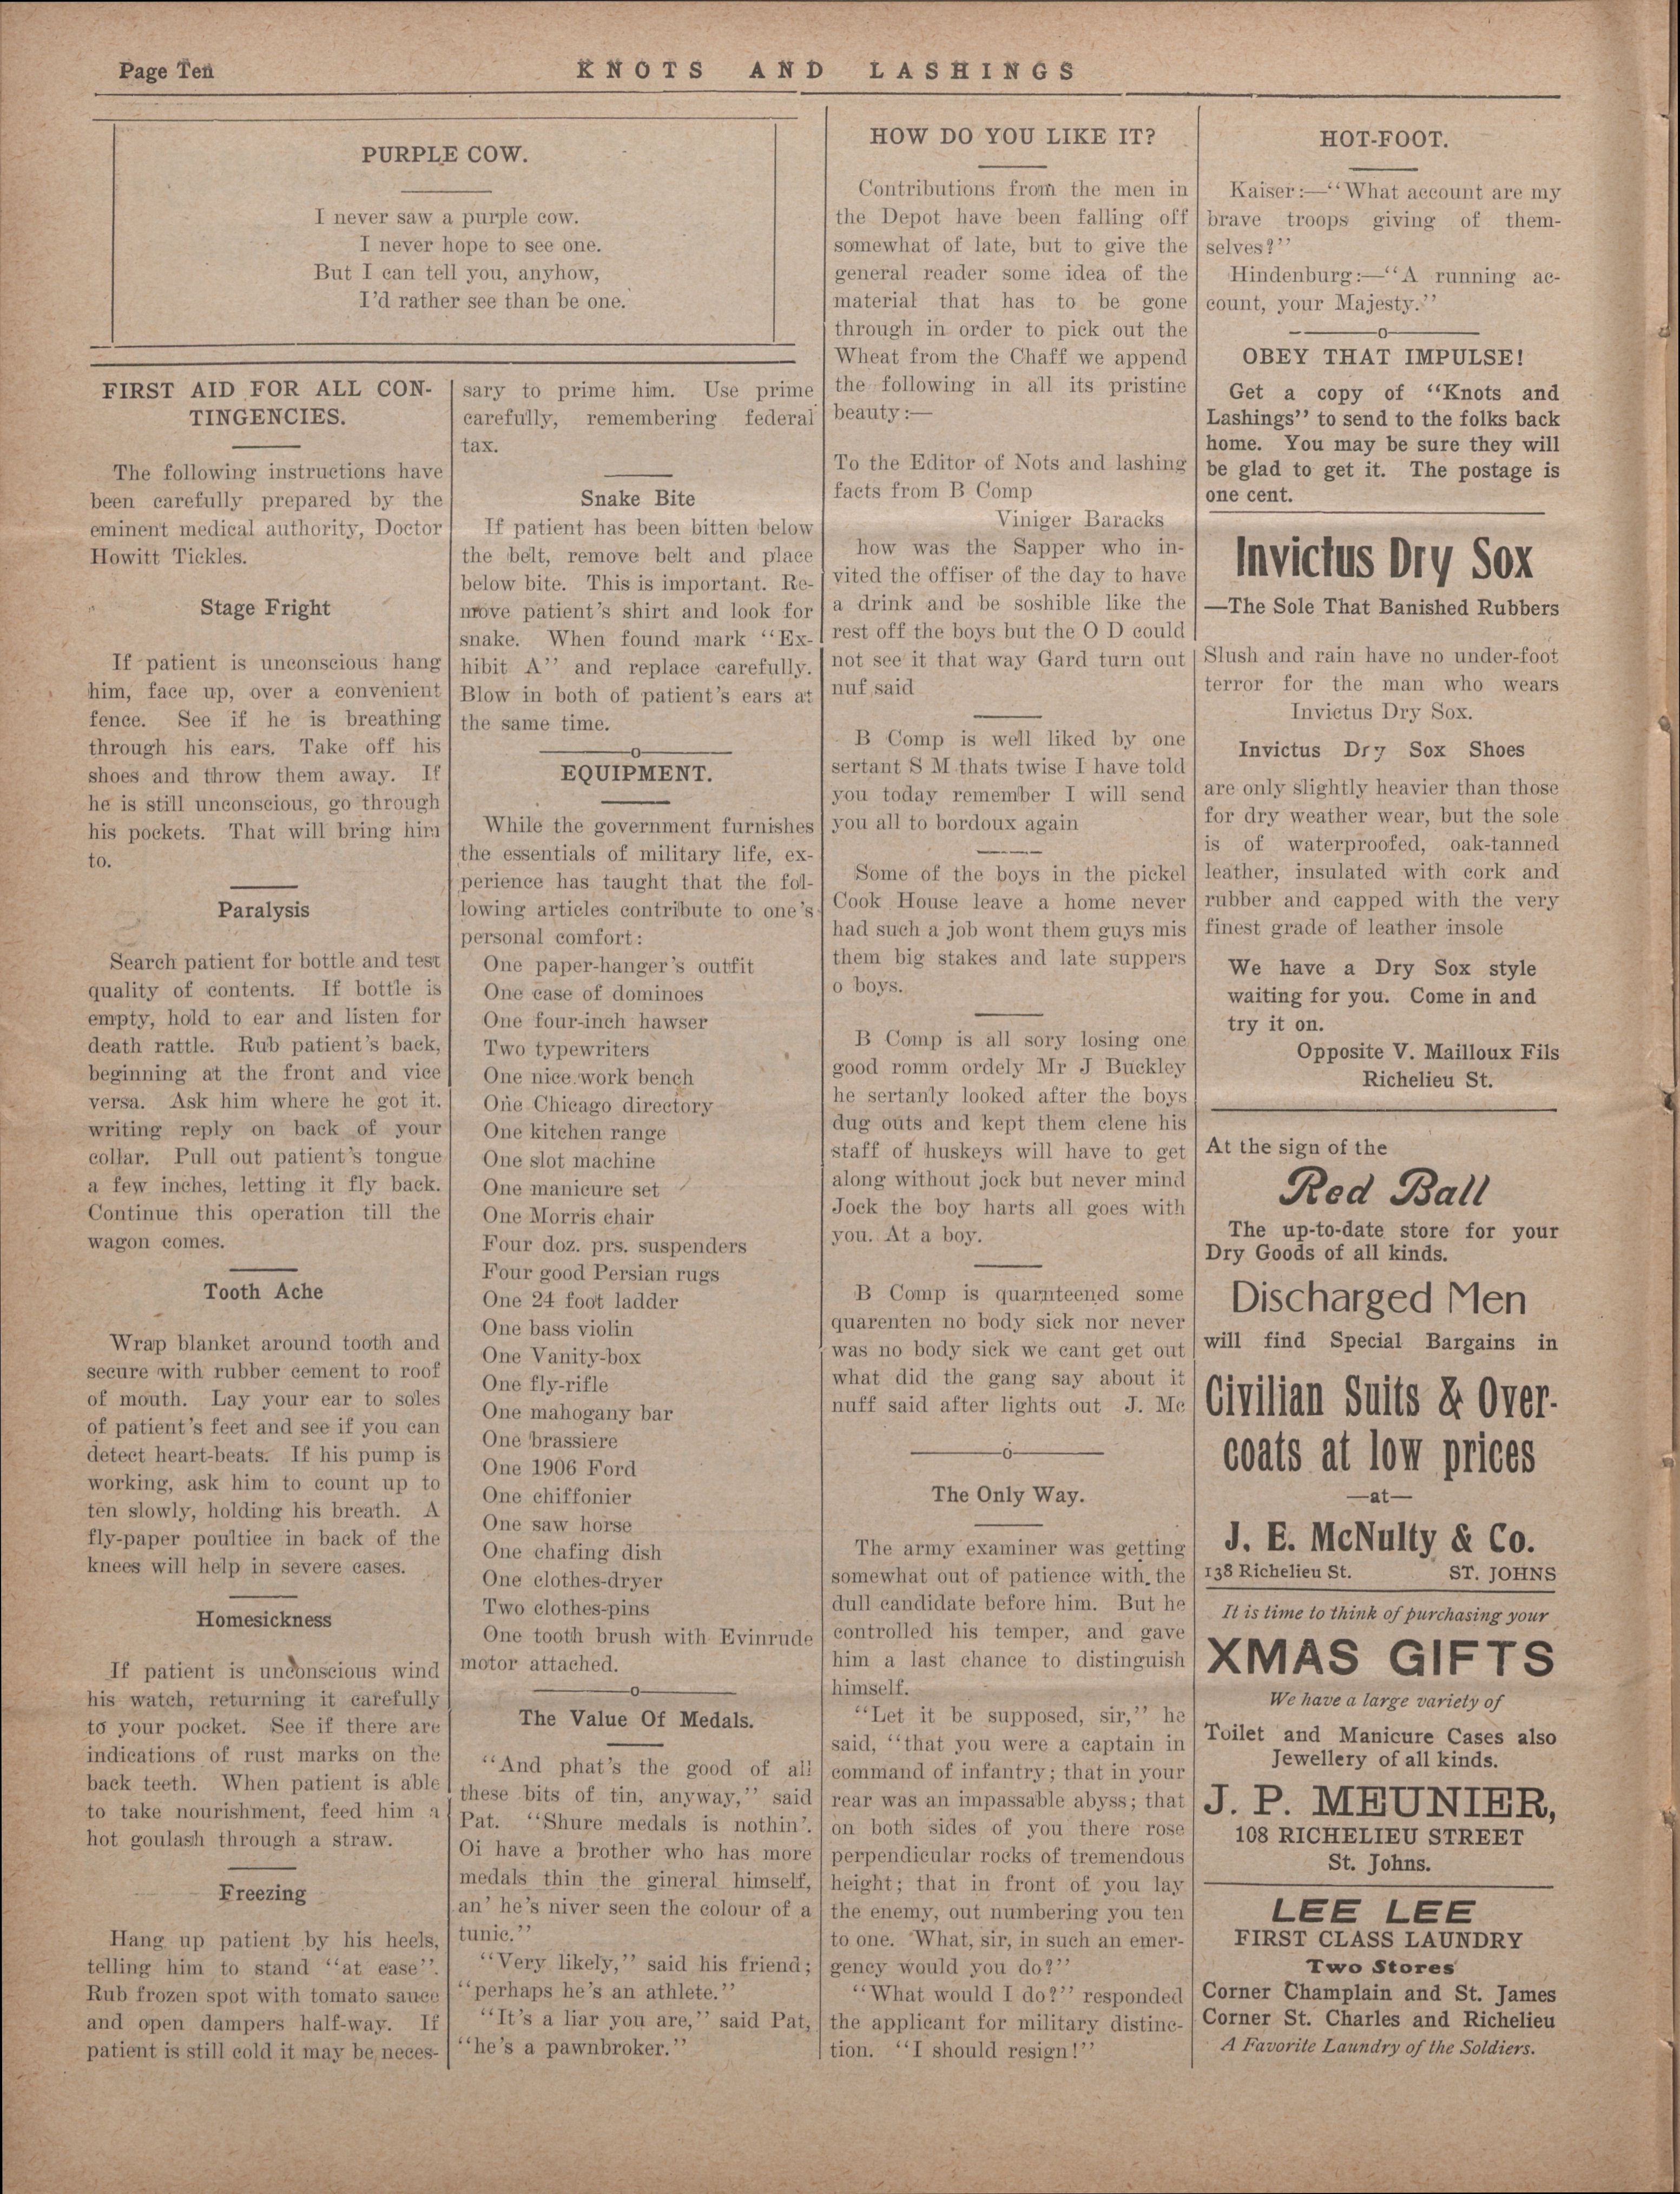 Page Ten
KNOTS AND LASHINGS
PURPLE COW.
I never saw a purple cow.
I never hope to see one.
But I can tell you, anyhow,
I'd rather see than be one.
FIRST AID FOR ALL CON-
TINGENCIES.
The following instructions have
been carefully prepared by the
eminent medical authority, Doctor
Howitt Tickles.
Stage Fright
If patient is unconscious hang
him, face up, over a convenient
fence. See if he is breathing
through his ears. Take off his
shoes and throw them away. If
he is still unconscious, go through
his pockets. That will bring him
to.
Paralysis
Search patient for bottle and test
quality of contents. If bottle is
empty, hold to ear and listen for
death rattle. Rub patient's back,
beginning at the front and vice
versa. Ask him where he got it.
writing reply on back of your
collar. Pull out patient's tongue
a few inches, letting it fly back.
Continue this operation till the
wagon comes.
Tooth Ache
Wrap blanket around tooth and
secure with rubber cement to roof
of mouth. Lay your ear to soles
of patient's feet and see if you can
detect heart-beats. If his pump is
working, ask him to count up to
ten slowly, holding his breath. A
fly-paper poultice in back of the
knees will help in severe cases.
Homesickness
If patient is unconscious wind
his watch, returning it carefully
to your pocket. See if there are
indications of rust marks on the
back teeth. When patient is able
to take nourishment, feed him a
hot goulash through a straw.
Freezing
Hang up patient by his heels,
telling him to stand "at ease".
Rub frozen spot with tomato sauce
and open dampers half-way. If
patient is still cold it may be neces-
sary to prime him. Use prime
carefully, remembering federal
tax.
Snake Bite
If patient has been bitten below
the belt, remove belt and place
below bite. This is important. Re-
move patient's shirt and look for
snake. When found mark "Ex-
hibit A" and replace carefully.
Blow in both of patient's ears at
the same time.
EQUIPMENT.
While the government furnishes
the essentials of military life, ex-
perience has taught that the fol-
lowing articles contribute to one's
personal comfort:
One paper-hanger's outfit
One case of dominoes
One four-inch hawser
Two typewriters
One nice work bench
One Chicago directory
One kitchen range
One slot machine
One manicure set
One Morris chair
Four doz. prs. suspenders
Four good Persian rugs
One 24 foot ladder
One bass violin
One Vanity-box
One fly-rifle
One mahogany bar
One brassiere
One 1906 Ford
One chiffonier
One saw horse
One chafing dish
One clothes-dryer
Two clothes-pins
One tooth brush with Evinrude
motor attached.
The Value Of Medals.
"And phat's the good of all
these bits of tin, anyway," said
Pat. "Shure medals is nothin'.
Oi have a brother who has more
medals thin the gineral himself,
an' he's niver seen the colour of a
tunic."
"Very likely," said his friend;
"perhaps he's an athlete."
"It's a liar you are," said Pat,
"he's a pawnbroker."
HOW DO YOU LIKE IT?
Contributions from the men in
the Depot have been falling off
somewhat of late, but to give the
general reader some idea of the
material that has to be gone
through in order to pick out the
Wheat from the Chaff we append
the following in all its pristine
beauty:—
To the Editor of Nots and lashing
facts from B Comp
Viniger Baracks
how was the Sapper who in-
vited the offiser of the day to have
a drink and be soshible like the
rest off the boys but the O D could
not see it that way Gard turn out
nuf said
B Comp is well liked by one
sertant S M thats twise I have told
you today remember I will send
you all to bordoux again
Some of the boys in the pickel
Cook House leave a home never
had such a job wont them guys mis
them big stakes and late suppers
o boys.
B Comp is all sory losing one
good romm ordely Mr J Buckley
he sertanly looked after the boys
dug outs and kept them clene his
staff of huskeys will have to get
along without jock but never mind
Jock the boy harts all goes with
you. At a boy.
B Comp is quarnteened some
quarenten no body sick nor never
was no body sick we cant get out
what did the gang say about it
nuff said after lights out J. Mc
The Only Way.
The army examiner was getting
somewhat out of patience with the
dull candidate before him. But he
controlled his temper, and gave
him a last chance to distinguish
himself.
"Let it be supposed, sir," he
said, "that you were a captain in
command of infantry; that in your
rear was an impassable abyss; that
on both sides of you there rose
perpendicular rocks of tremendous
height; that in front of you lay
the enemy, out numbering you ten
to one. What, sir, in such an emer-
gency would you do?"
"What would I do?" responded
the applicant for military distinc-
tion. "I should resign!"
HOT-FOOT.
Kaiser:—"What account are my
brave troops giving of them-
selves?"
Hindenburg:—"A running ac-
count, your Majesty."
OBEY THAT IMPULSE!
Get a copy of "Knots and
Lashings" to send to the folks back
home. You may be sure they will
be glad to get it. The postage is
one cent.
Invictus Dry Sox
—The Sole That Banished Rubbers
Slush and rain have no under-foot
terror for the man who wears
Invictus Dry Sox.
Invictus Dry Sox Shoes
are only slightly heavier than those
for dry weather wear, but the sole
is of waterproofed, oak-tanned
leather, insulated with cork and
rubber and capped with the very
finest grade of leather insole
We have a Dry Sox style
waiting for you. Come in and
try it on.
Opposite V. Mailloux Fils
Richelieu St.
At the sign of the
Red Ball
The up-to-date store for your
Dry Goods of all kinds.
Discharged Men
will find Special Bargains in
Civilian Suits & Over-
coats at low prices
—at—
J. E. McNulty & Co.
138 Richelieu St. ST. JOHNS
It is time to think of purchasing your
XMAS GIFTS
We have a large variety of
Toilet and Manicure Cases also
Jewellery of all kinds.
J. P. MEUNIER,
108 RICHELIEU STREET
St. Johns.
LEE LEE
FIRST CLASS LAUNDRY
Two Stores
Corner Champlain and St. James
Corner St. Charles and Richelieu
A Favorite Laundry of the Soldiers.